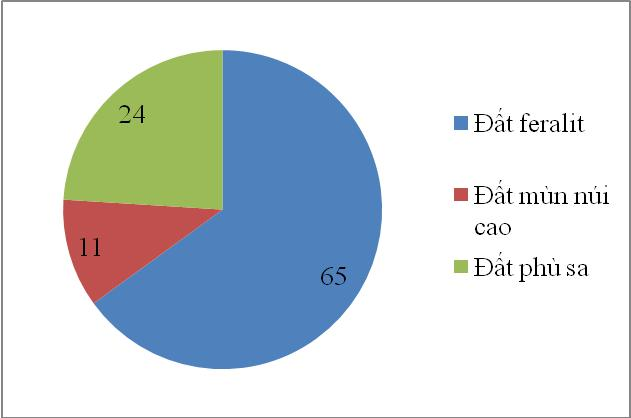 24
11
65
Đất feralit
Đất mùn núi
cao
Đất phù sa